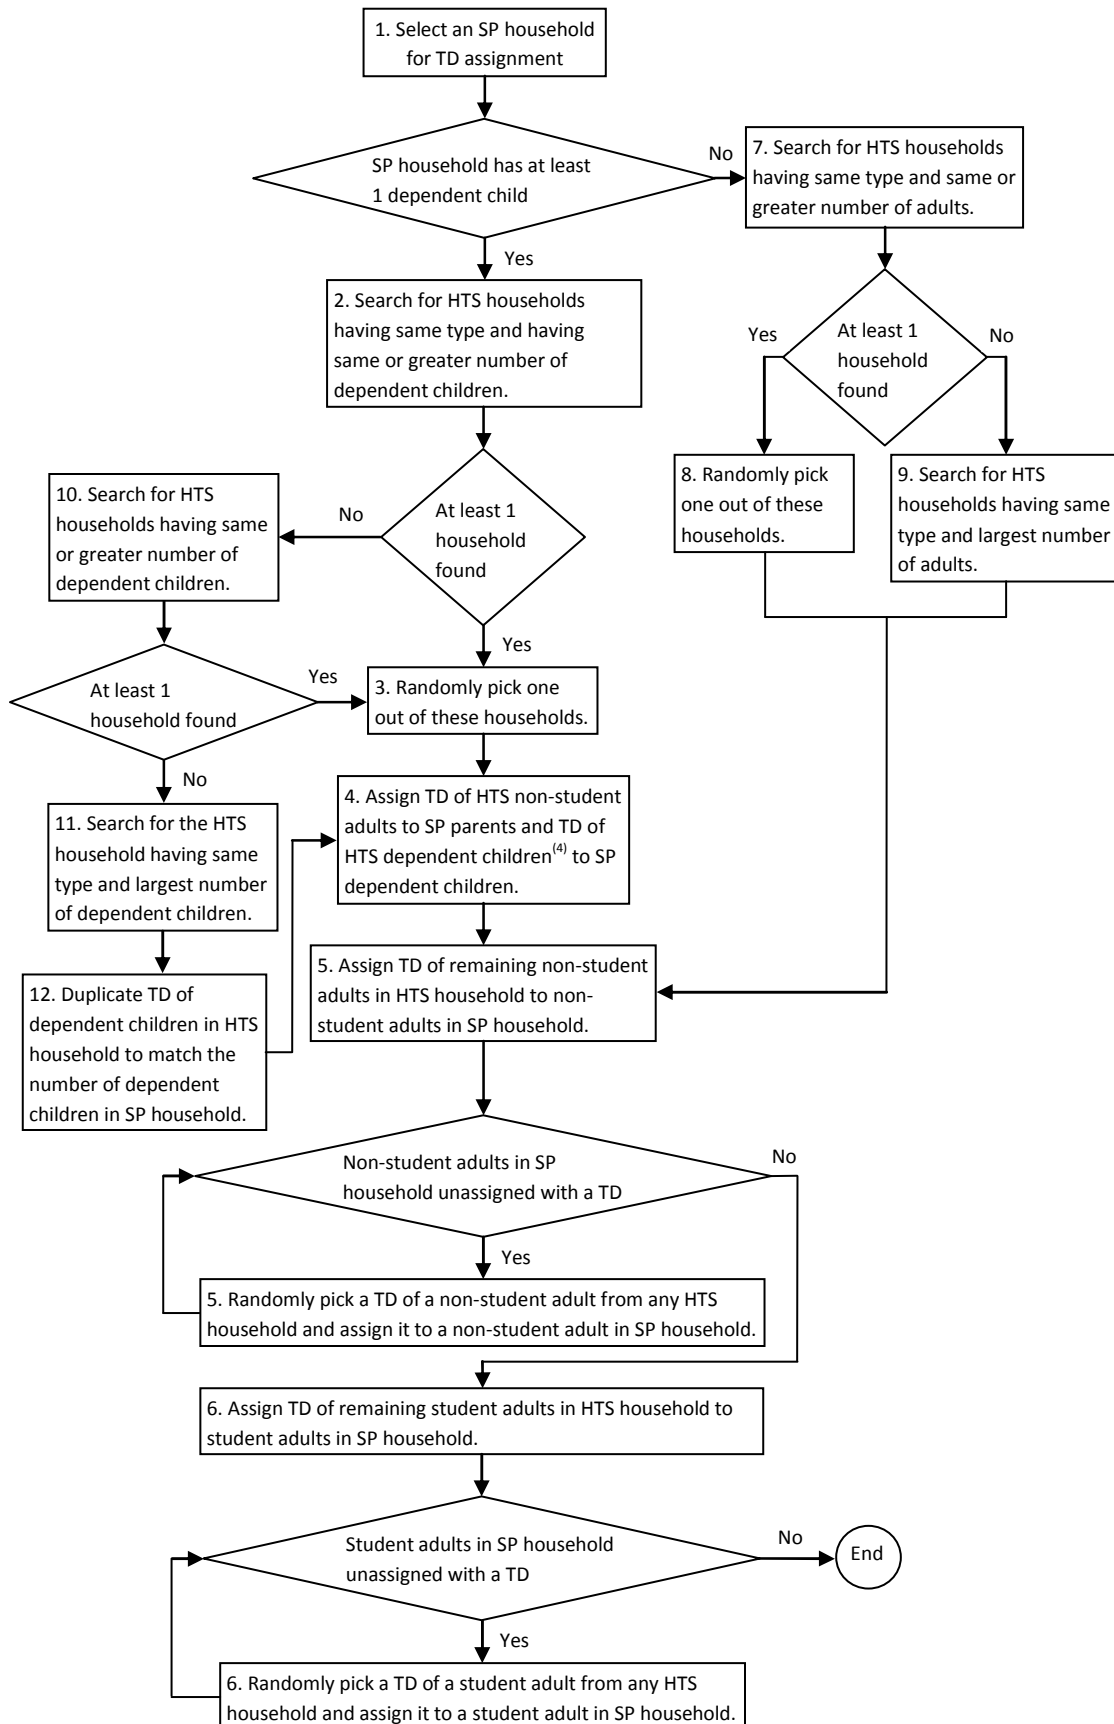 1. Select an SP household
for TD assignment
SP household has at least
1 dependent child
No
7. Search for HTS households
having same type and same or
greater number of adults.
Yes
2. Search for HTS households
having same type and having
same or greater number of
dependent children.
Yes
At least 1
household
found
No
8. Randomly pick
one out of these
households.
9. Search for HTS
households having same
type and largest number
of adults.
10. Search for HTS
households having same
or greater number of
dependent children.
No
At least 1
household
found
Yes
At least 1
household found
Yes
3. Randomly pick one
out of these households.
No
11. Search for the HTS
household having same
type and largest number
of dependent children.
4. Assign TD of HTS non-student
adults to SP parents and TD of
HTS dependent children(4) to SP
dependent children.
12. Duplicate TD of
dependent children in HTS
household to match the
number of dependent
children in SP household.
5. Assign TD of remaining non-student
adults in HTS household to non-
student adults in SP household.
Non-student adults in SP
household unassigned with a TD
No
Yes
5. Randomly pick a TD of a non-student adult from any HTS
household and assign it to a non-student adult in SP household.
6. Assign TD of remaining student adults in HTS household to
student adults in SP household.
Student adults in SP household
unassigned with a TD
No
End
Yes
6. Randomly pick a TD of a student adult from any HTS
household and assign it to a student adult in SP household.